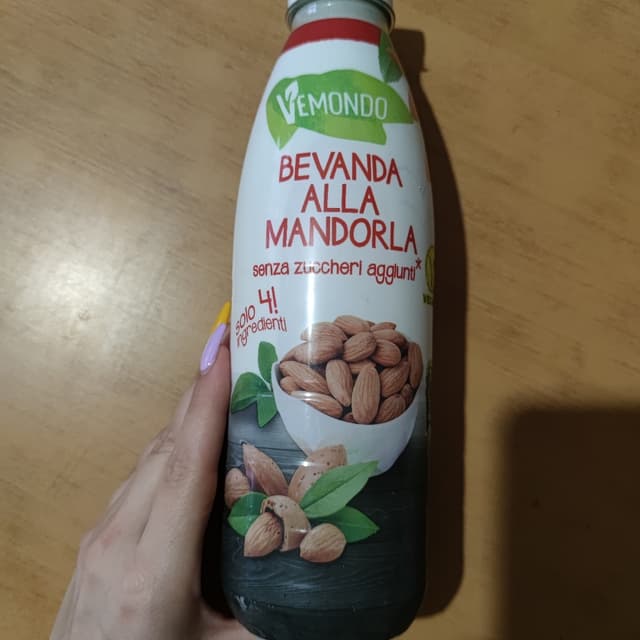 VEMONDO
BEVANDA
ALLA
MANDORLA
senza zuccheri aggiunti*
solo 4!
ingredienti